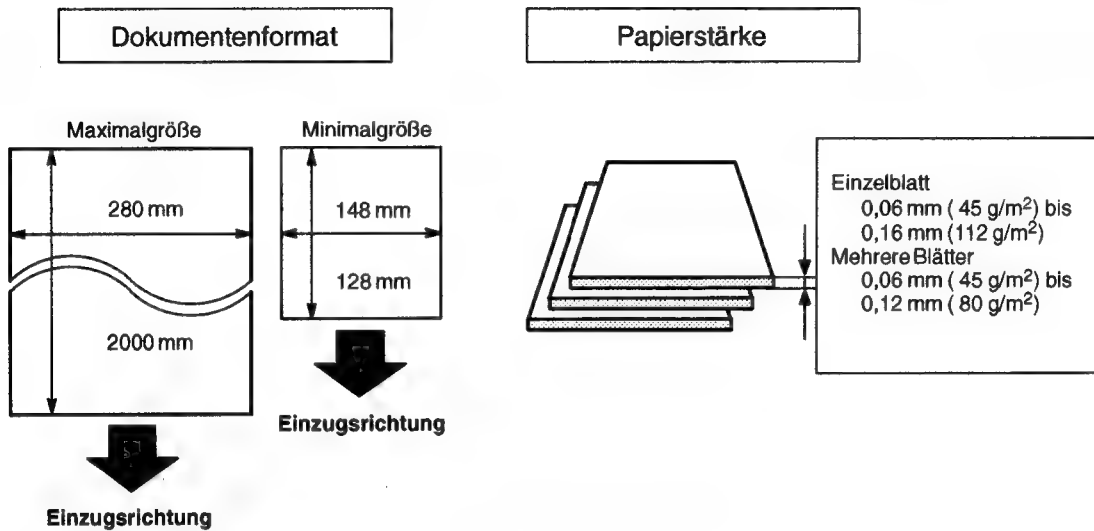 Dokumentenformat
Papierstärke
Maximalgröße
280 mm
2000 mm
Einzugsrichtung
Minimalgröße
148 mm
128 mm
Einzugsrichtung
Einzelblatt
0,06 mm ( 45 g/m²) bis
0,16 mm (112 g/m²)
Mehrere Blätter
0,06 mm ( 45 g/m²) bis
0,12 mm ( 80 g/m²)